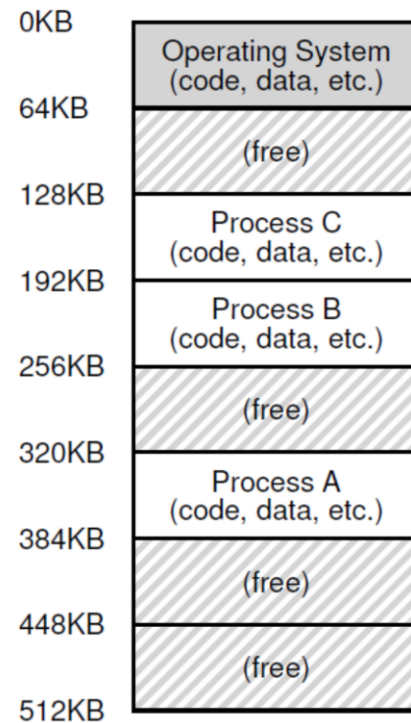 0KB
Operating System
(code, data, etc.)
64KB
(free)
128KB
Process C
(code, data, etc.)
192KB
Process B
(code, data, etc.)
256KB
(free)
320KB
Process A
(code, data, etc.)
384KB
(free)
448KB
(free)
512KB